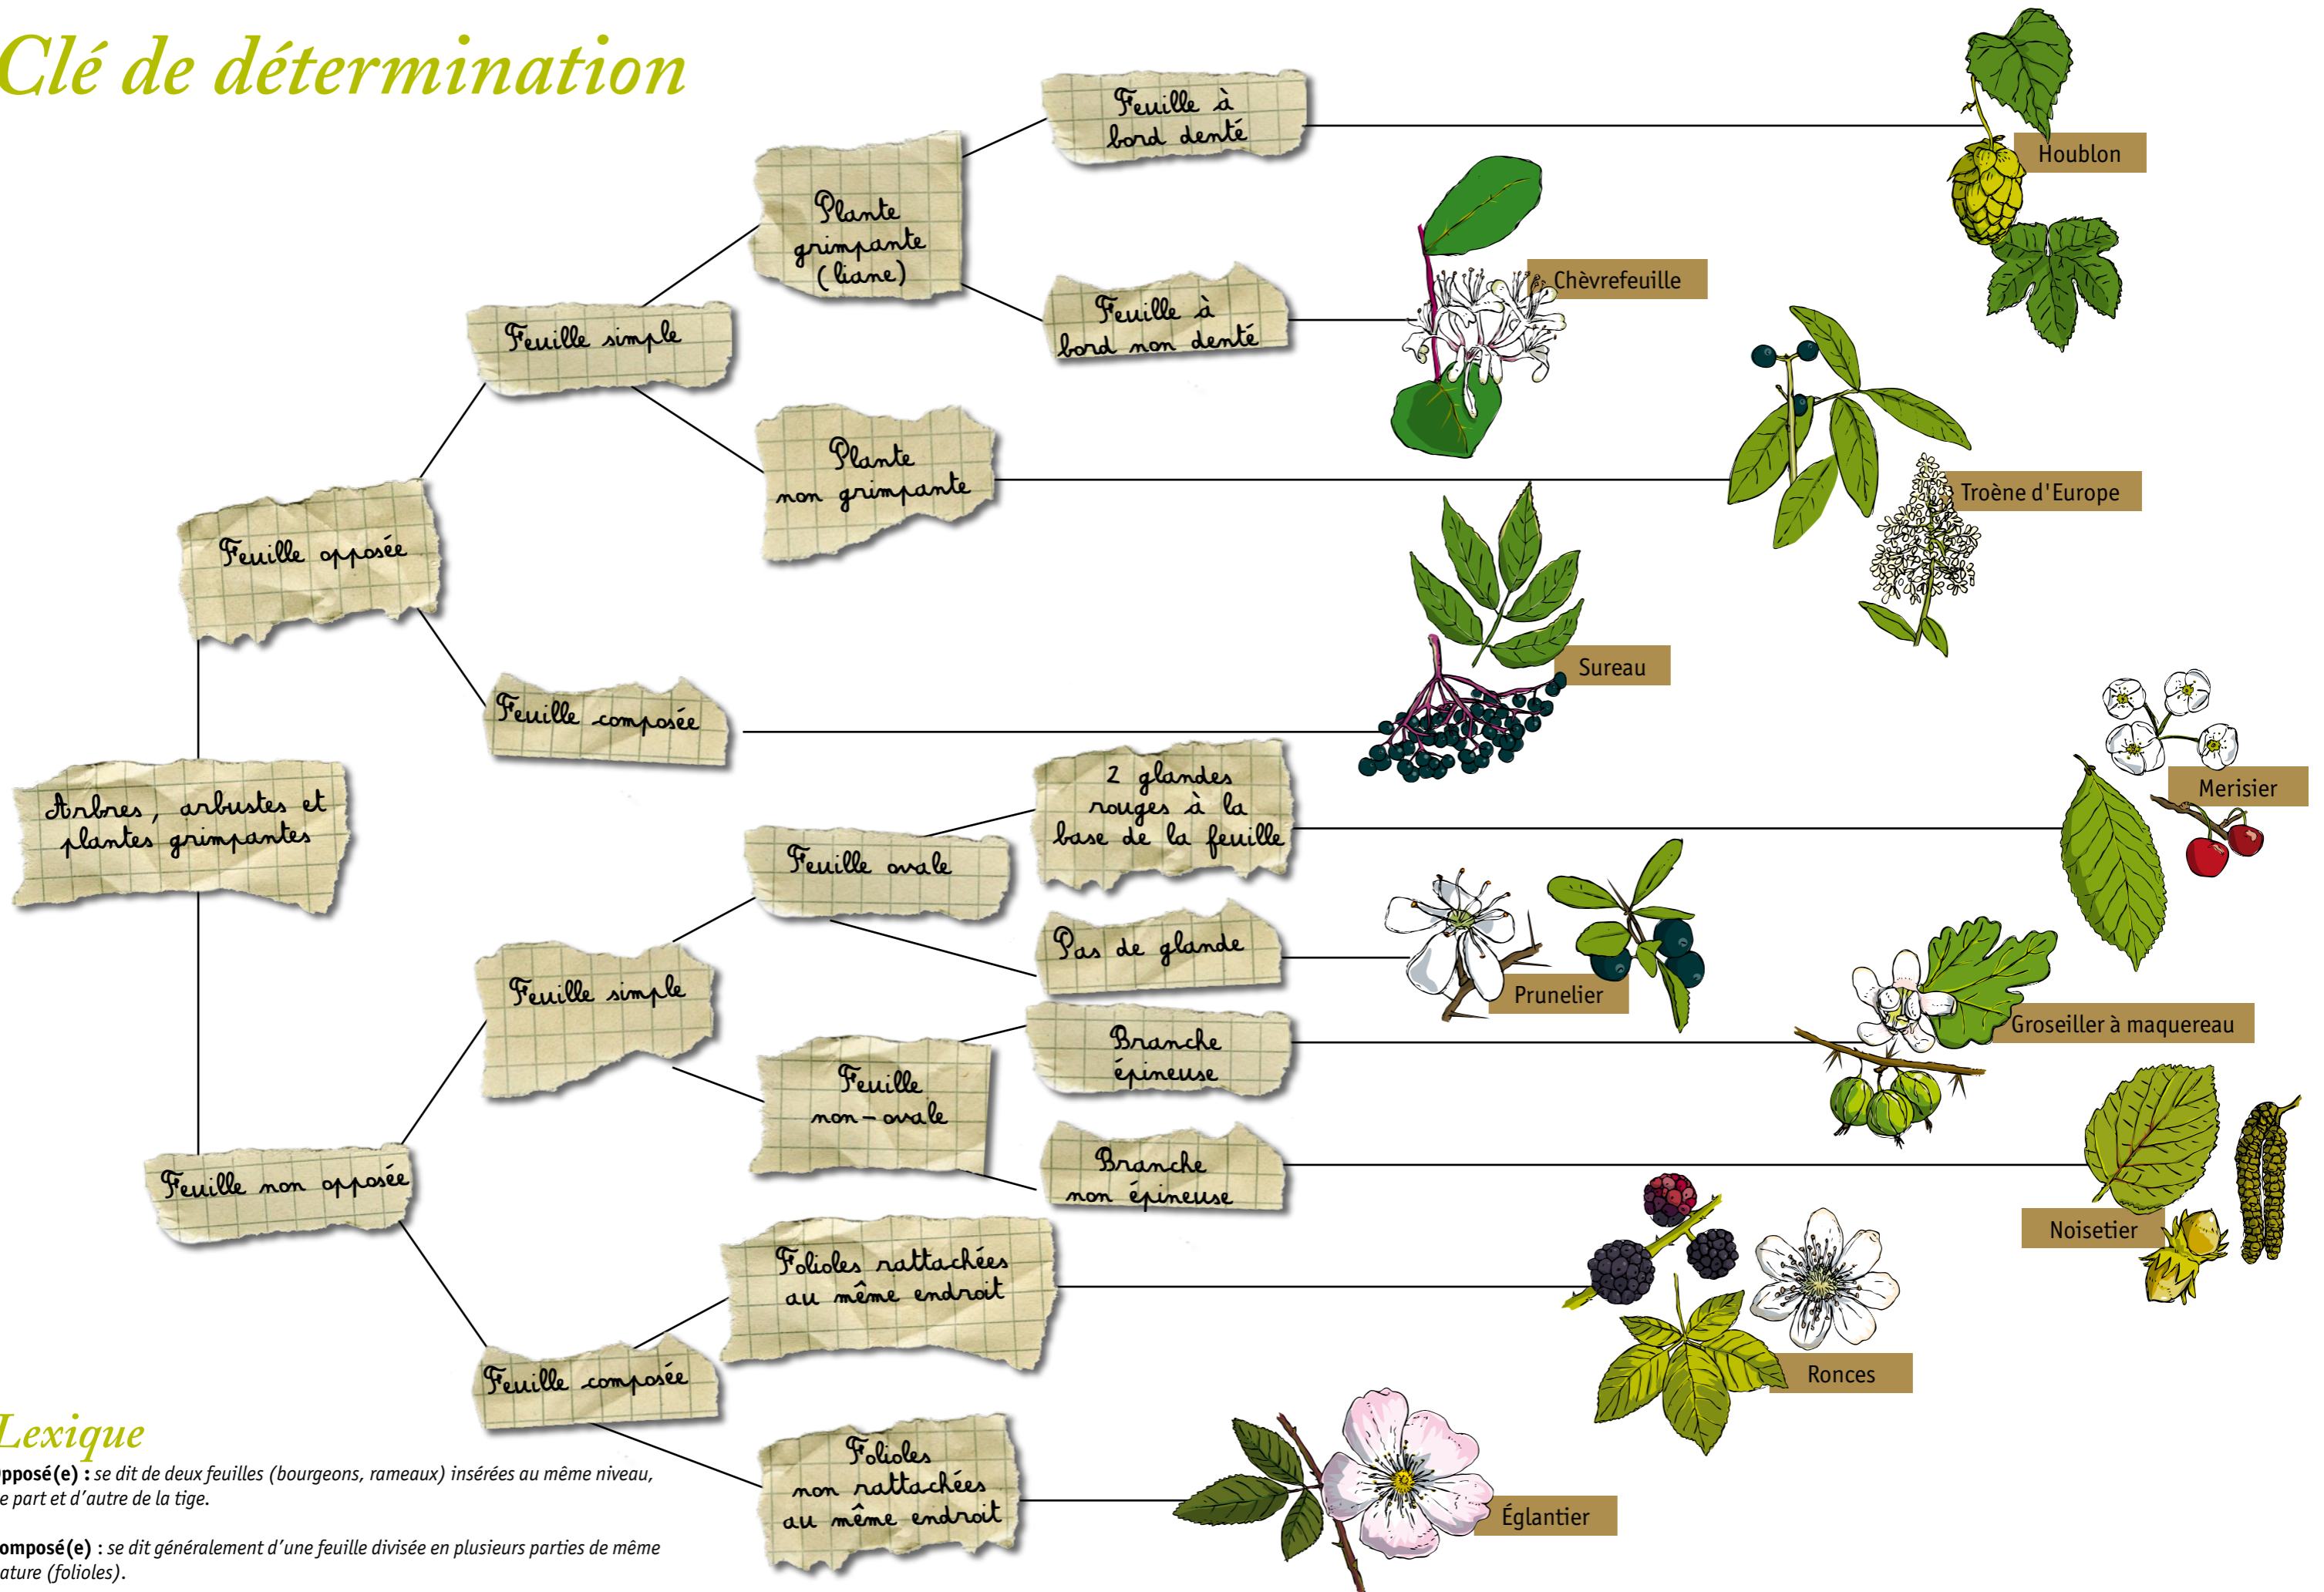 Clé de détermination
Feuille à
bord denté
Houblon
Plante
grimpante
(liane)
Chèvrefeuille
Feuille à
bord non denté
Feuille simple
Plante
non grimpante
Troène d'Europe
Feuille opposée
Sureau
Feuille composée
Arbres, arbustes et
plantes grimpantes
2 glandes
rouges à la
base de la feuille
Merisier
Feuille ovale
Pas de glande
Prunelier
Feuille simple
Branche
épineuse
Groseiller à maquereau
Feuille
non-ovale
Branche
non épineuse
Noisetier
Feuille non opposée
Folioles rattachées
au même endroit
Ronces
Feuille composée
Folioles
non rattachées
au même endroit
Églantier
Lexique
pposé(e) : se dit de deux feuilles (bourgeons, rameaux) insérées au même niveau,
e part et d'autre de la tige.
omposé(e) : se dit généralement d'une feuille divisée en plusieurs parties de même
ature (folioles).